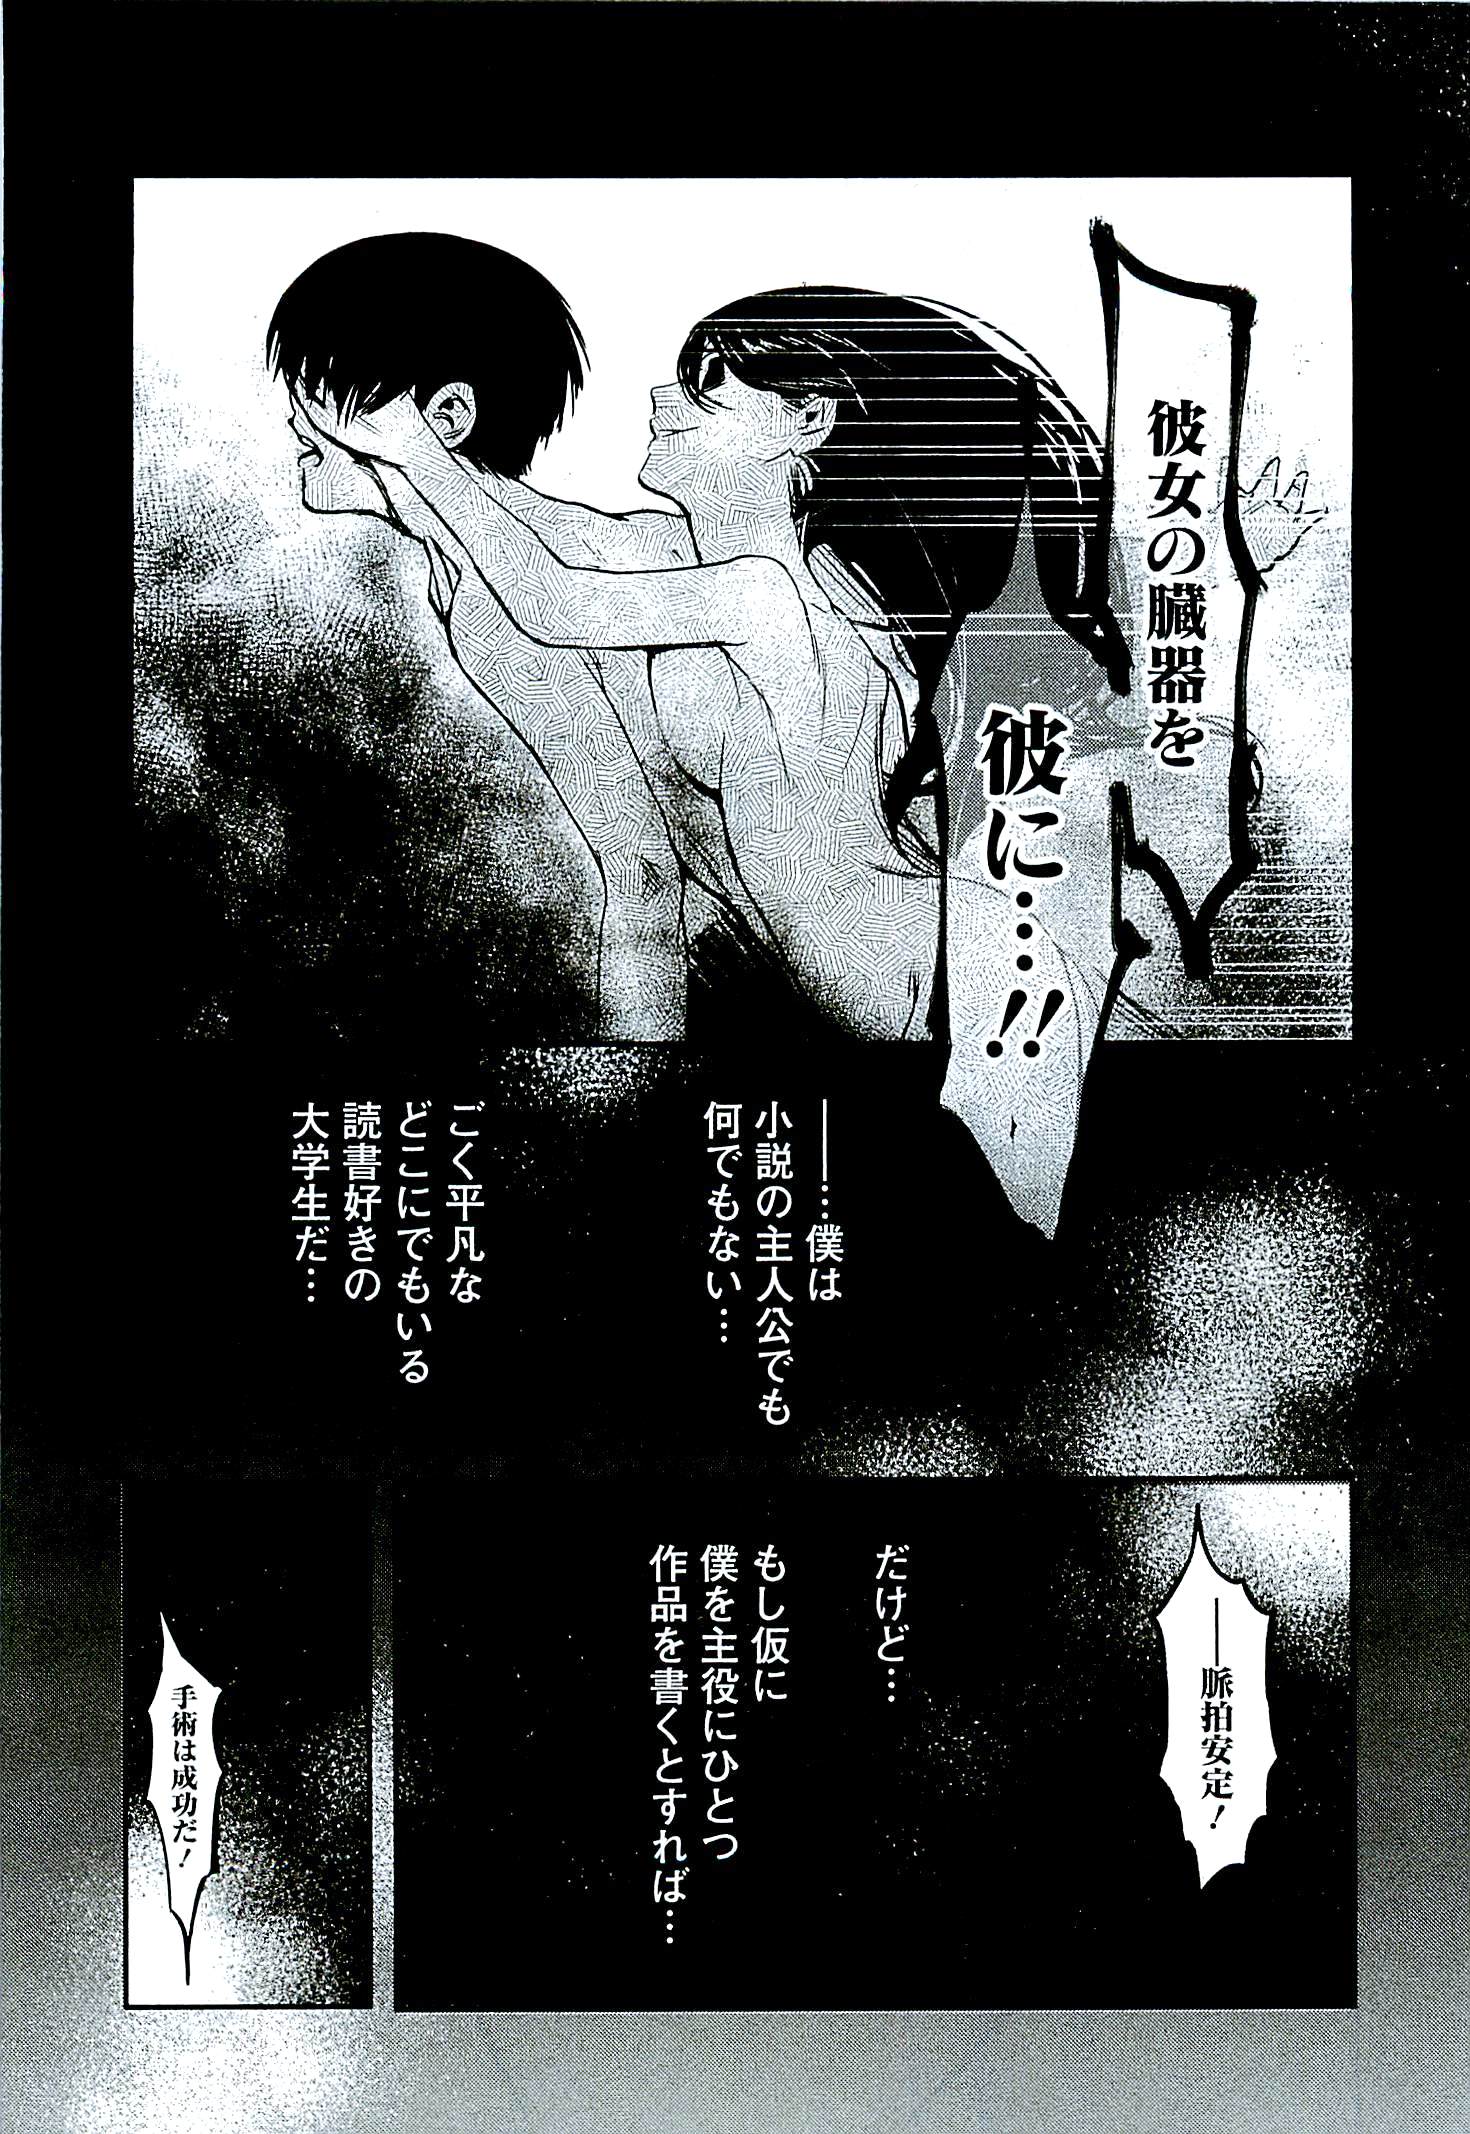 彼女の臓器を
彼に…!!
――…僕は
小説の主人公でも
何でもない…
ごく平凡な
どこにでもいる
読書好きの
大学生だ…
――脈拍安定!
だけど…
もし仮に
僕を主役にひとつ
作品を書くとすれば…
手術は成功だ!